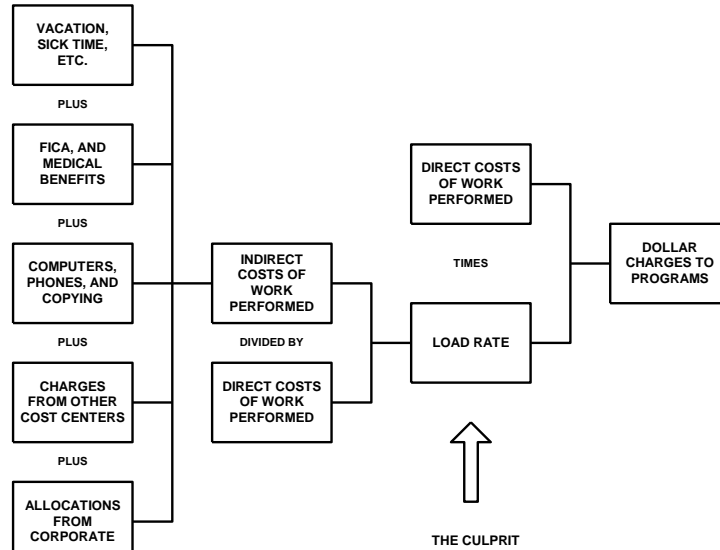 VACATION,
SICK TIME,
ETC.
PLUS
FICA, AND
MEDICAL
BENEFITS
PLUS
COMPUTERS,
PHONES, AND
COPYING
PLUS
CHARGES
FROM OTHER
COST CENTERS
PLUS
ALLOCATIONS
FROM
CORPORATE
INDIRECT
COSTS OF
WORK
PERFORMED
DIVIDED BY
DIRECT COSTS
OF WORK
PERFORMED
DIRECT COSTS
OF WORK
PERFORMED
TIMES
LOAD RATE
THE CULPRIT
DOLLAR
CHARGES TO
PROGRAMS